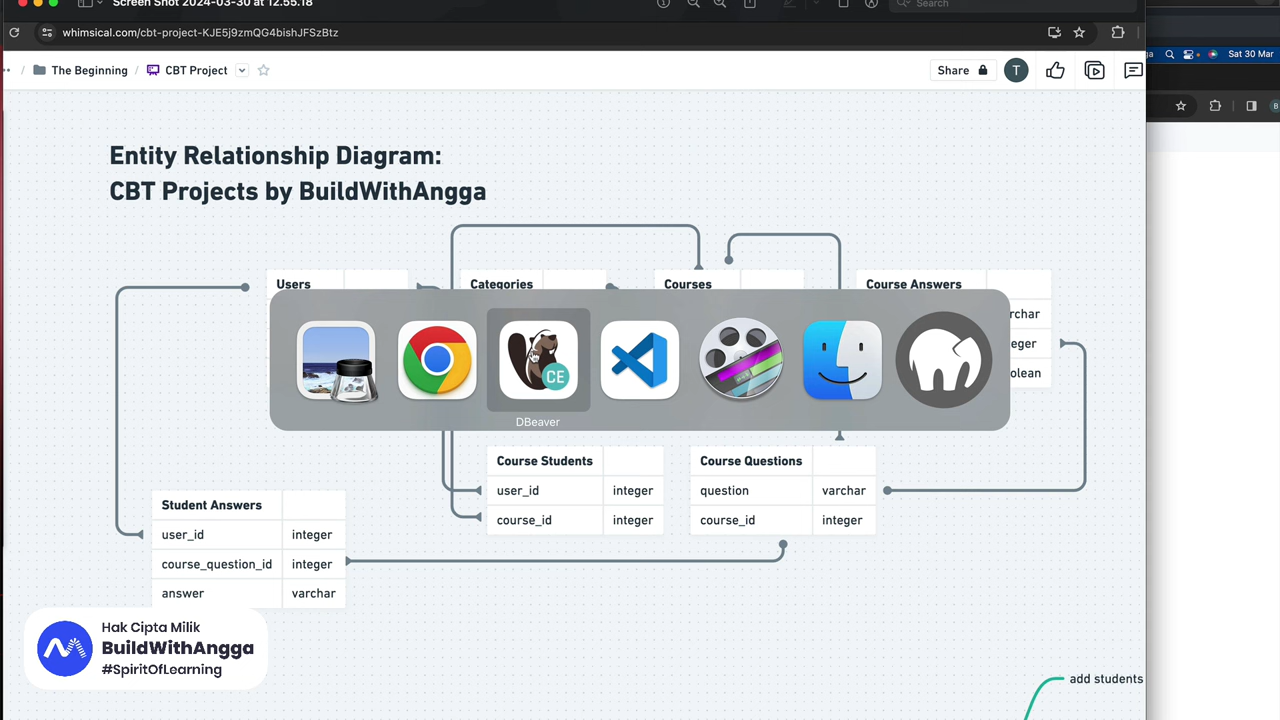 Screen Shot 2024-03-30 at 12.55.18
Search
whimsical.com/cbt-project-KJE5j9zmQG4bishJFSzBtz
Sat 30 Mar
/ The Beginning / CBT Project
Share
T
Entity Relationship Diagram:
CBT Projects by BuildWithAngga
Users
Categories
Courses
Course Answers
rchar
eger
olean
CE
DBeaver
Course Students
user_id integer
course_id integer
Course Questions
question varchar
course_id integer
Student Answers
user_id integer
course_question_id integer
answer varchar
Hak Cipta Milik
BuildWithAngga
#SpiritOfLearning
add students